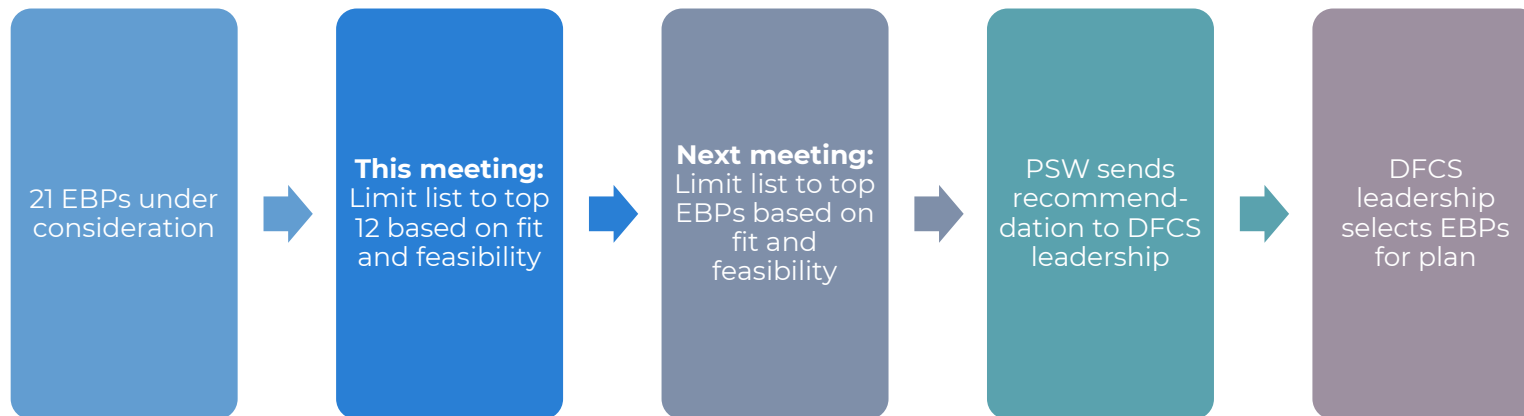 21 EBPs under
consideration
This meeting:
Limit list to top
12 based on fit
and feasibility
Next meeting:
Limit list to top
EBPs based on
fit and
feasibility
PSW sends
recommend-
dation to DFCS
leadership
DFCS
leadership
selects EBPs
for plan